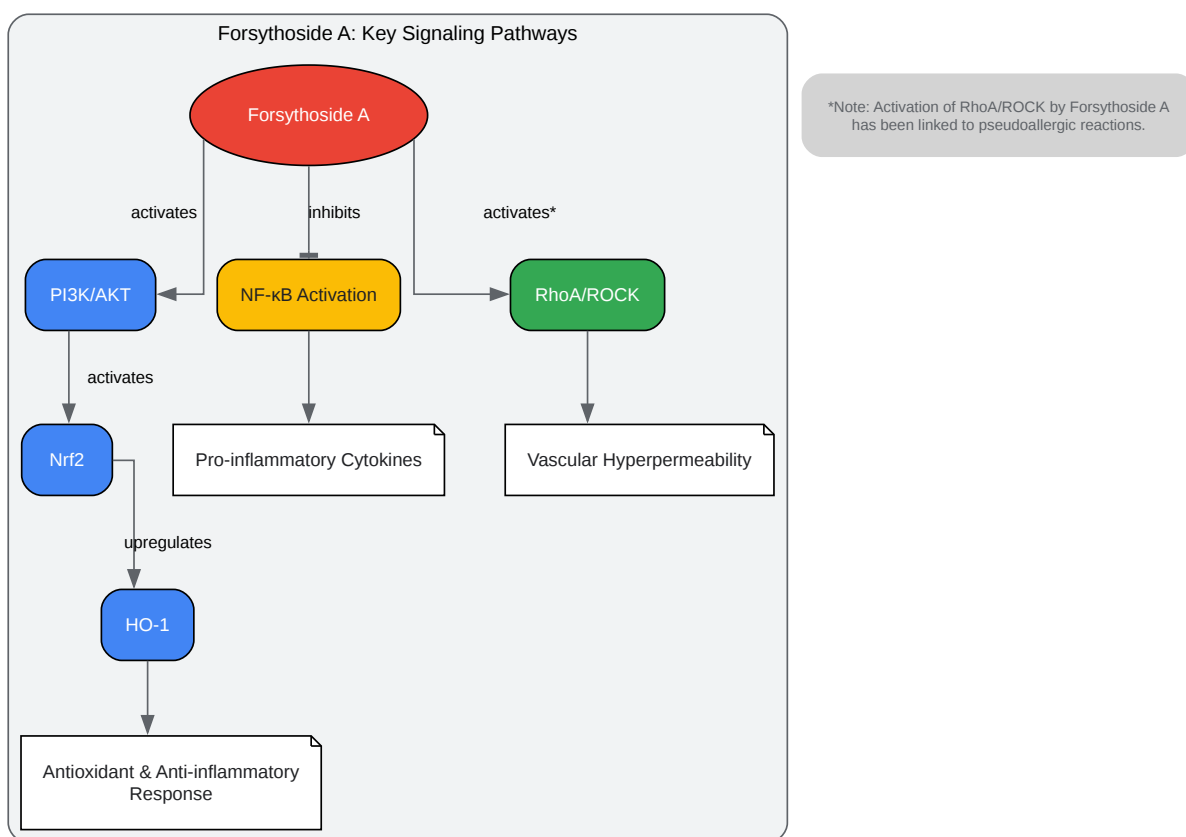 Forsythoside A: Key Signaling Pathways
Forsythoside A
*Note: Activation of RhoA/ROCK by Forsythoside A
has been linked to pseudoallergic reactions.
activates
inhibits
activates*
PI3K/AKT
NF-κB Activation
RhoA/ROCK
activates
Nrf2
Pro-inflammatory Cytokines
Vascular Hyperpermeability
upregulates
HO-1
Antioxidant & Anti-inflammatory
Response